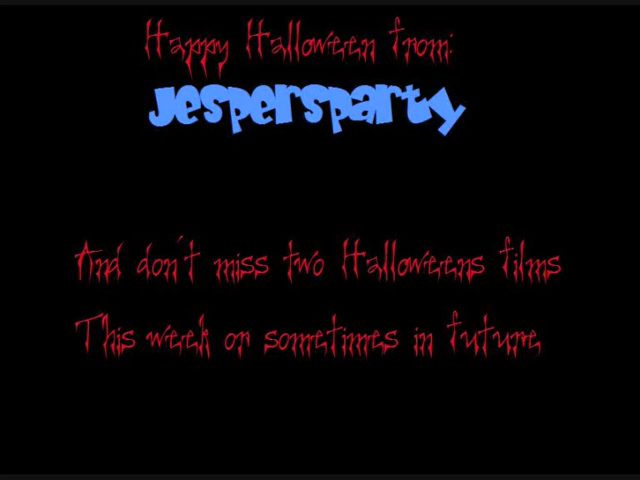 Happy Halloween from:
Jespersparty
And don't miss two Halloweens films
This week or sometimes in future